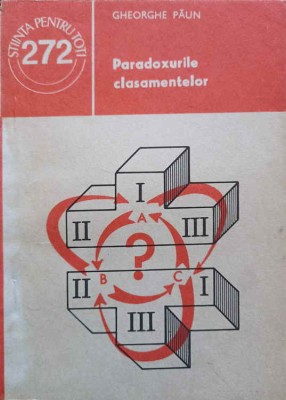 GHEORGHE PĂUN
ȘTIINȚA PENTRU TOȚI
272
Paradoxurile
clasamentelor
I
A
II
III
?
B
C
II
I
III